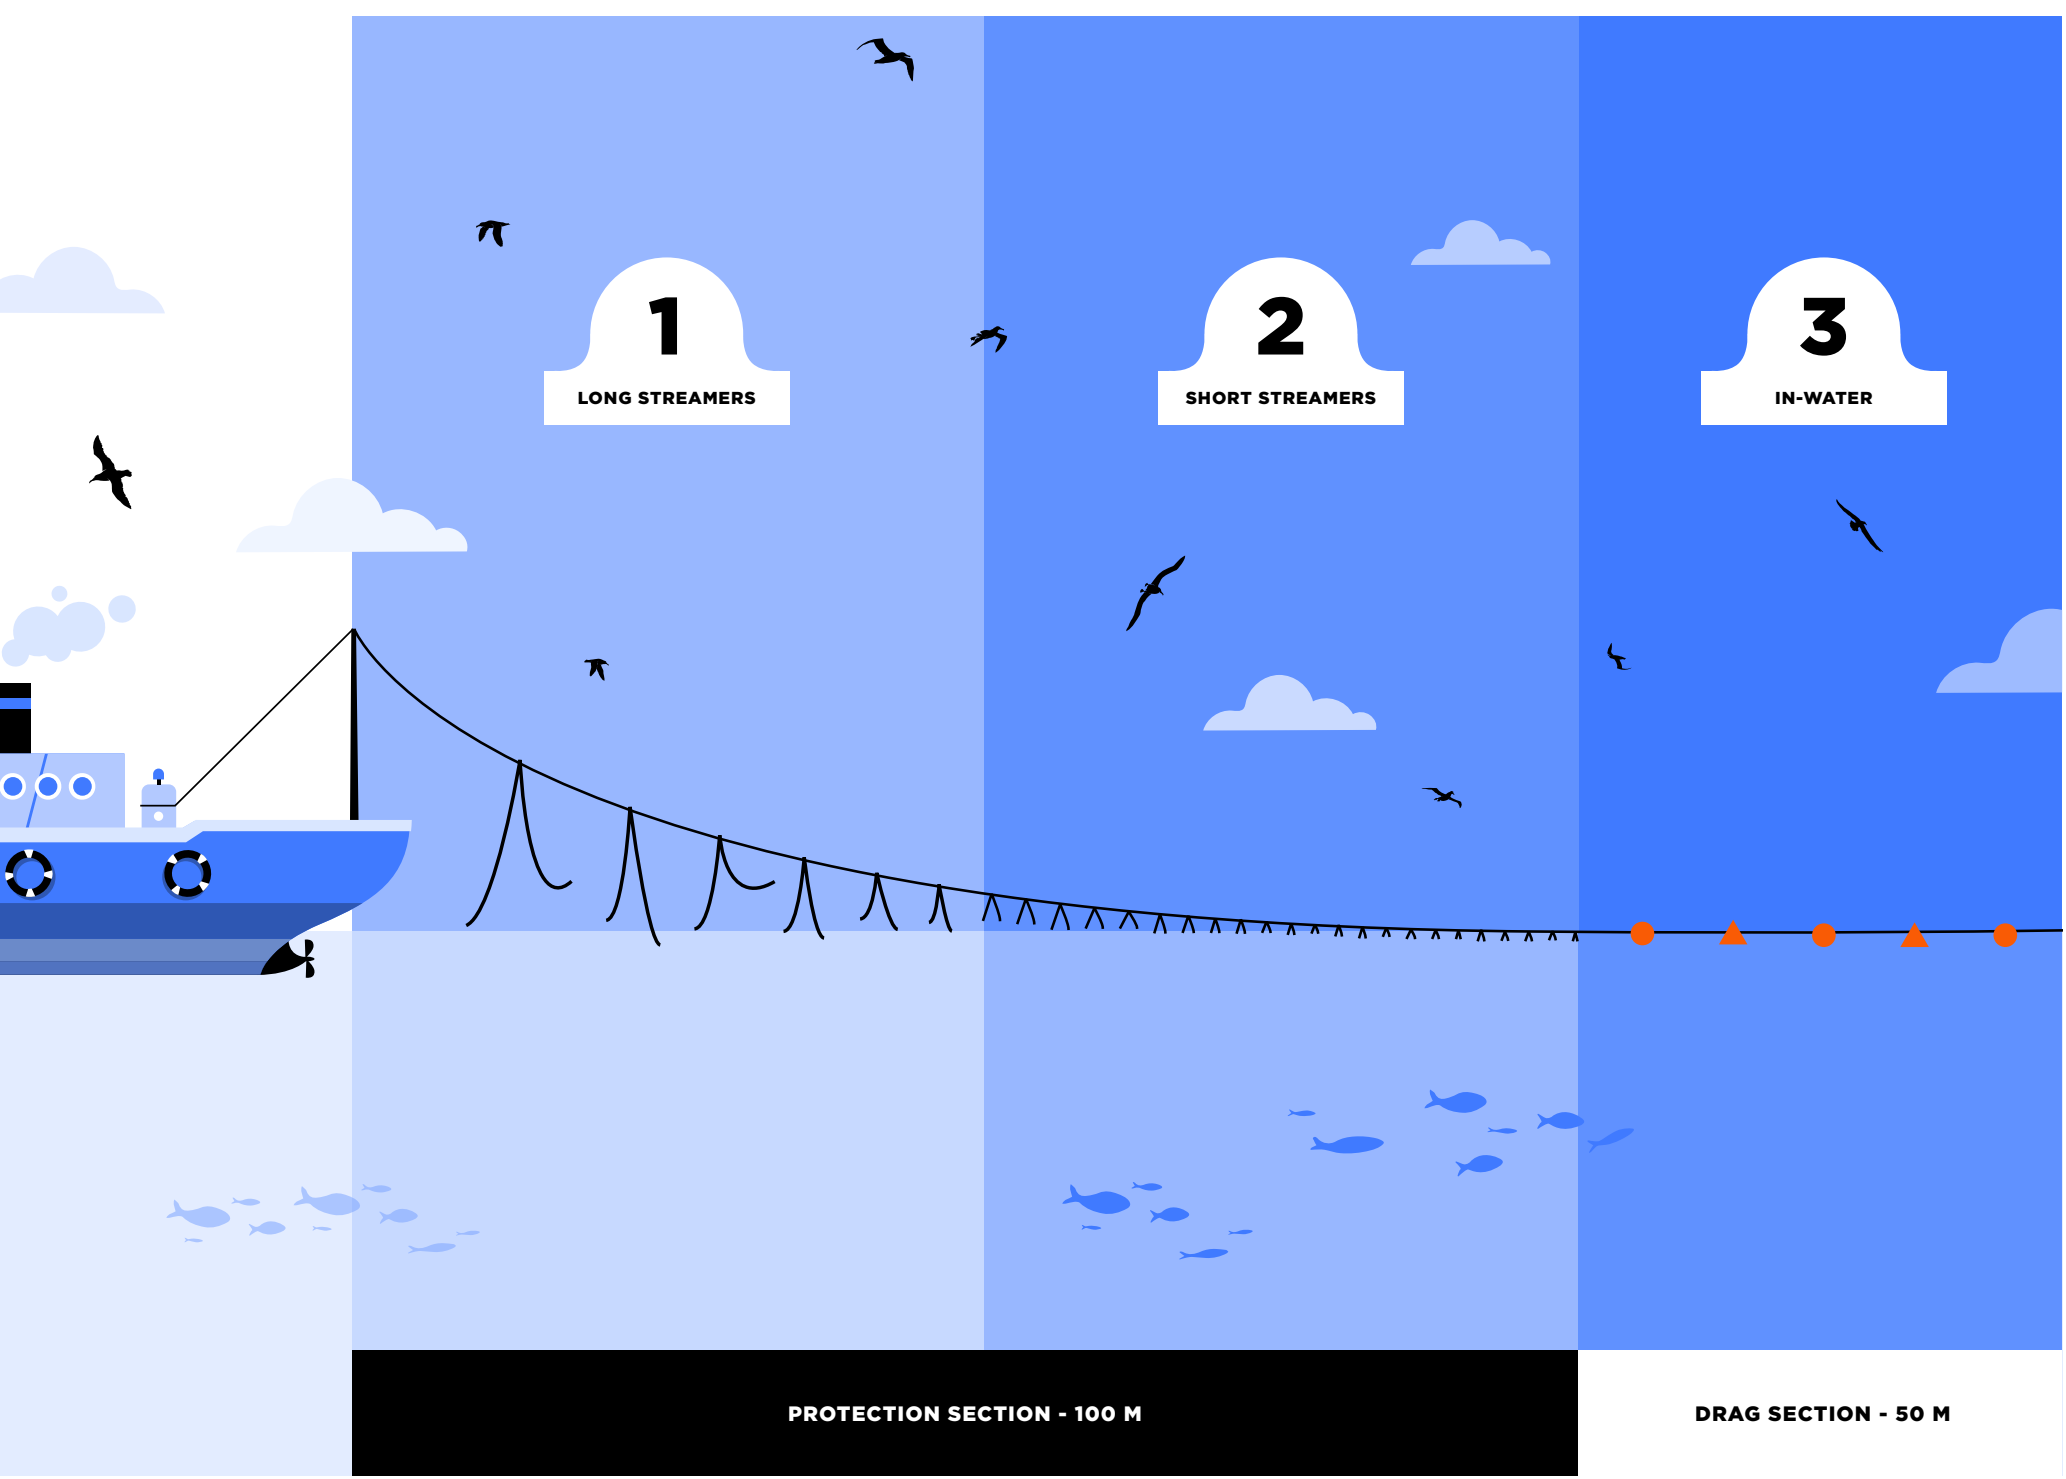 1
LONG STREAMERS
2
SHORT STREAMERS
3
IN-WATER
PROTECTION SECTION - 100 M
DRAG SECTION - 50 M